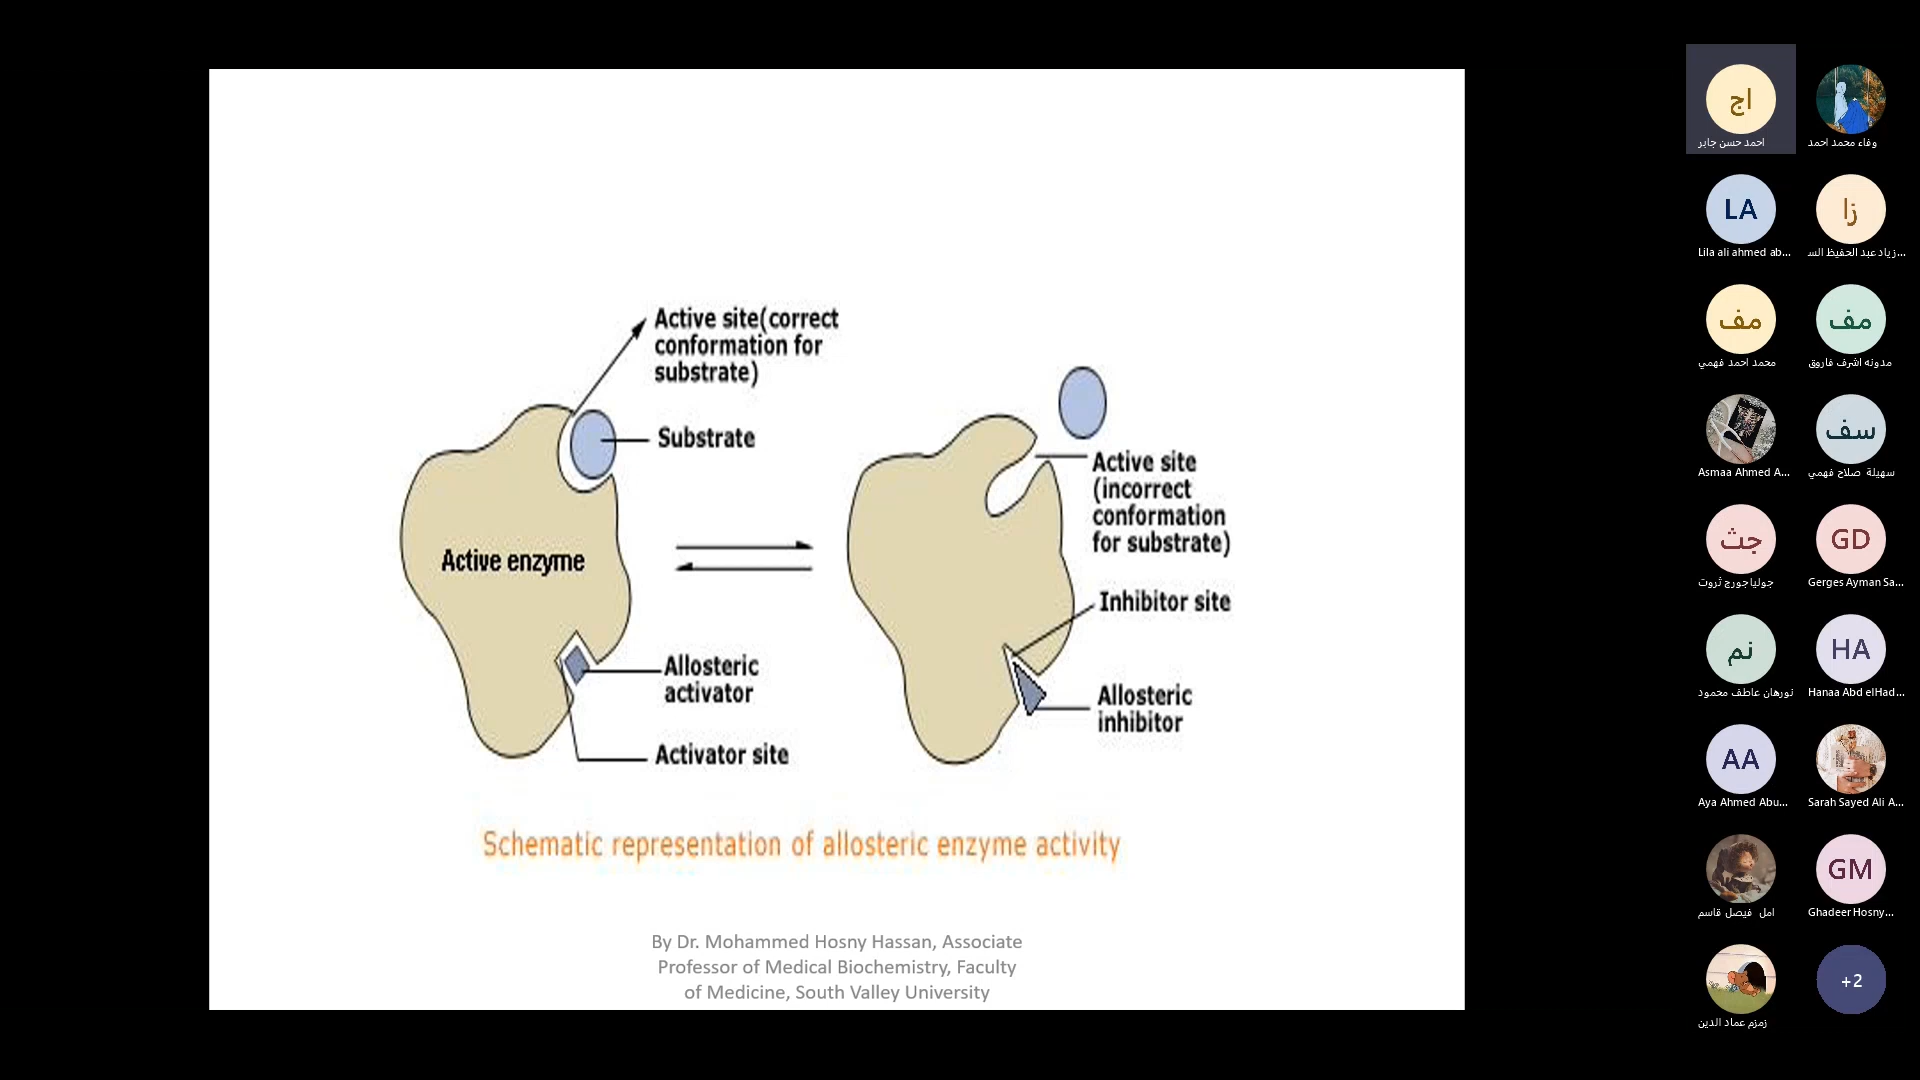 Active site(correct
conformation for
substrate)
Substrate
Active enzyme
Allosteric
activator
Activator site
Active site
(incorrect
conformation
for substrate)
Inhibitor site
Allosteric
inhibitor
Schematic representation of allosteric enzyme activity
By Dr. Mohammed Hosny Hassan, Associate
Professor of Medical Biochemistry, Faculty
of Medicine, South Valley University
اج
احمد حسن جابر
وفاء محمد احمد
LA
Lila ali ahmed ab...
زا
زياد عبد الحفيظ الس...
مف
محمد احمد فهمي
مف
مدونه اشرف فاروق
Asmaa Ahmed A...
سف
سهيلة صلاح فهمي
جث
جولياجورج ثروت
GD
Gerges Ayman Sa...
نم
نورهان عاطف محمود
HA
Hanaa Abd elHad...
AA
Aya Ahmed Abu...
Sarah Sayed Ali A...
امل فيصل قاسم
GM
Ghadeer Hosny...
زمزم عماد الدين
+2